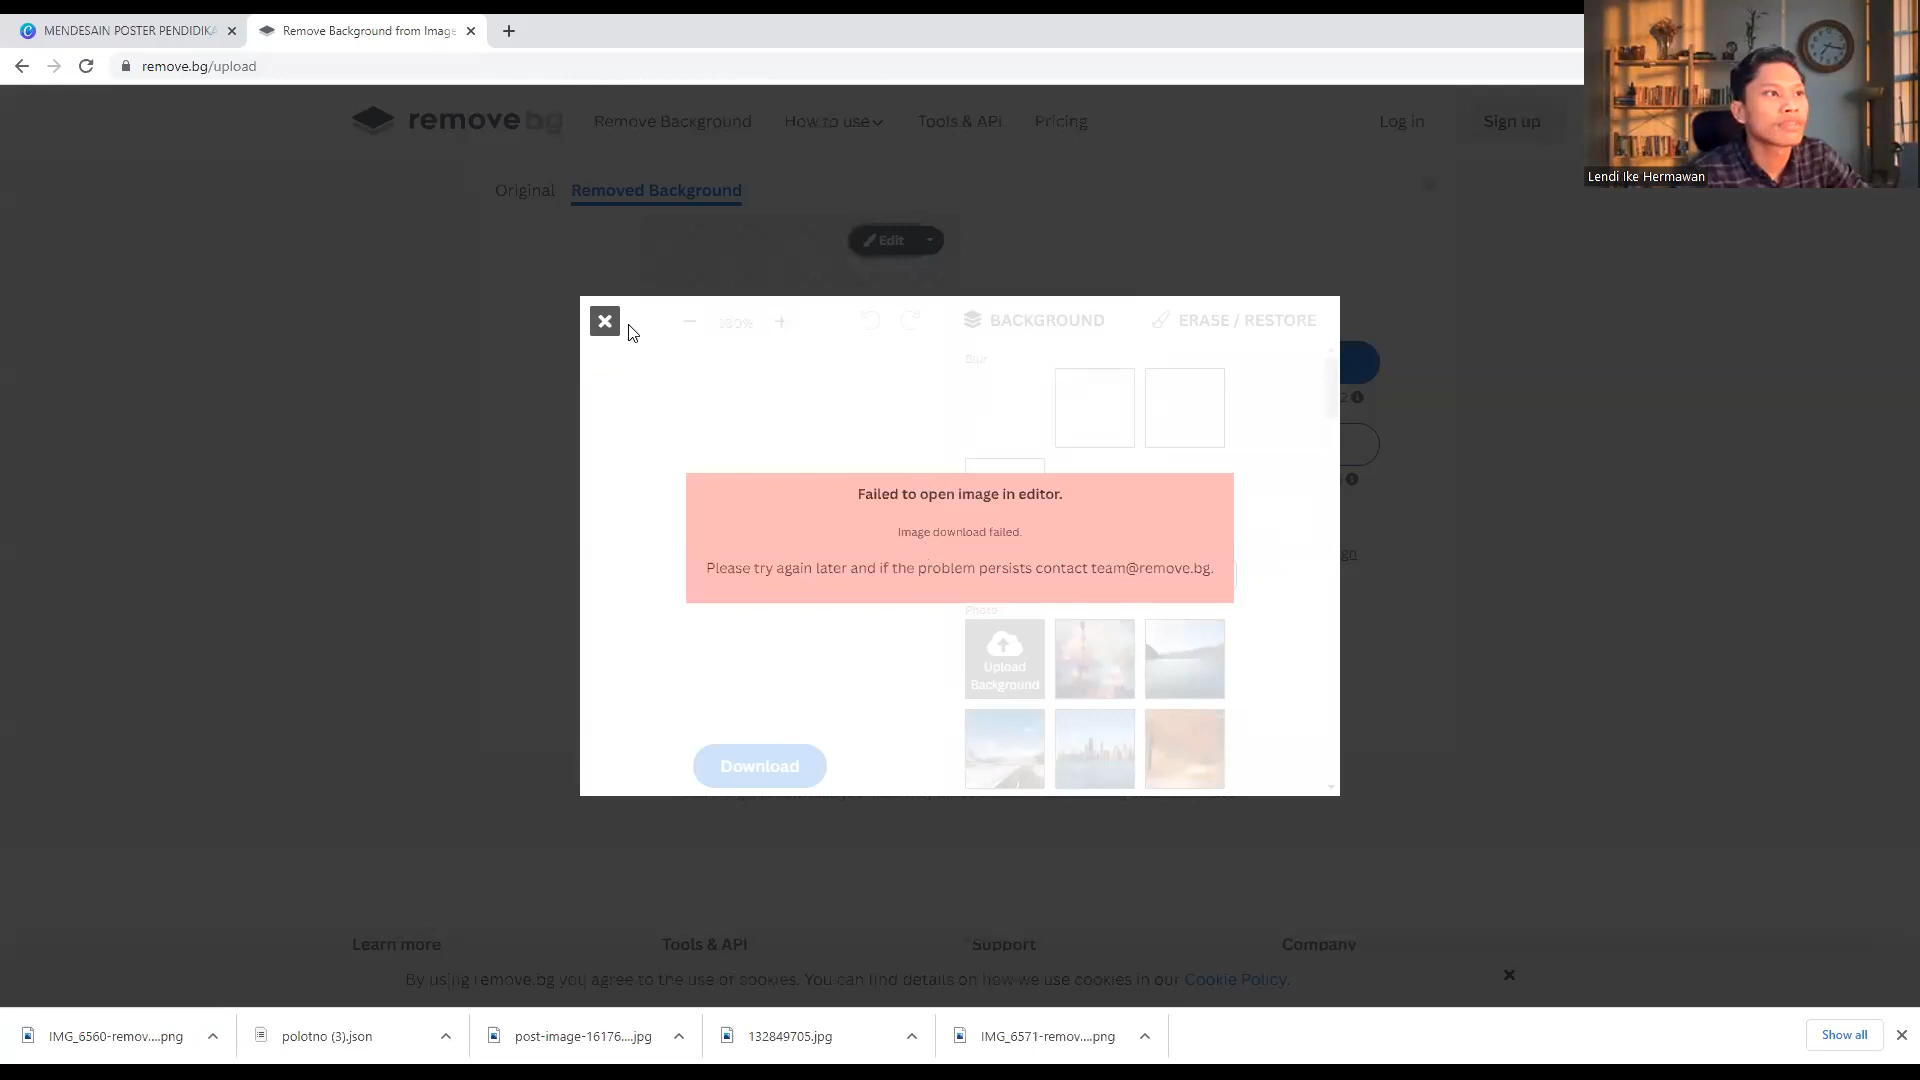 MENDESAIN POSTER PENDIDIKA
Remove Background from Image
remove.bg/upload
remove bg
Remove Background
How to use
Tools & API
Pricing
Log in
Sign up
Lendi Ike Hermawan
Original
Removed Background
Edit
100%
BACKGROUND
ERASE / RESTORE
Blur
Failed to open image in editor.
Image download failed.
Please try again later and if the problem persists contact team@remove.bg.
Photo
Upload
Background
Download
Learn more
Tools & API
Support
Company
By using remove.bg you agree to the use of cookies. You can find details on how we use cookies in our Cookie Policy.
IMG_6560-remov....png
polotno (3).json
post-image-16176....jpg
132849705.jpg
IMG_6571-remov....png
Show all